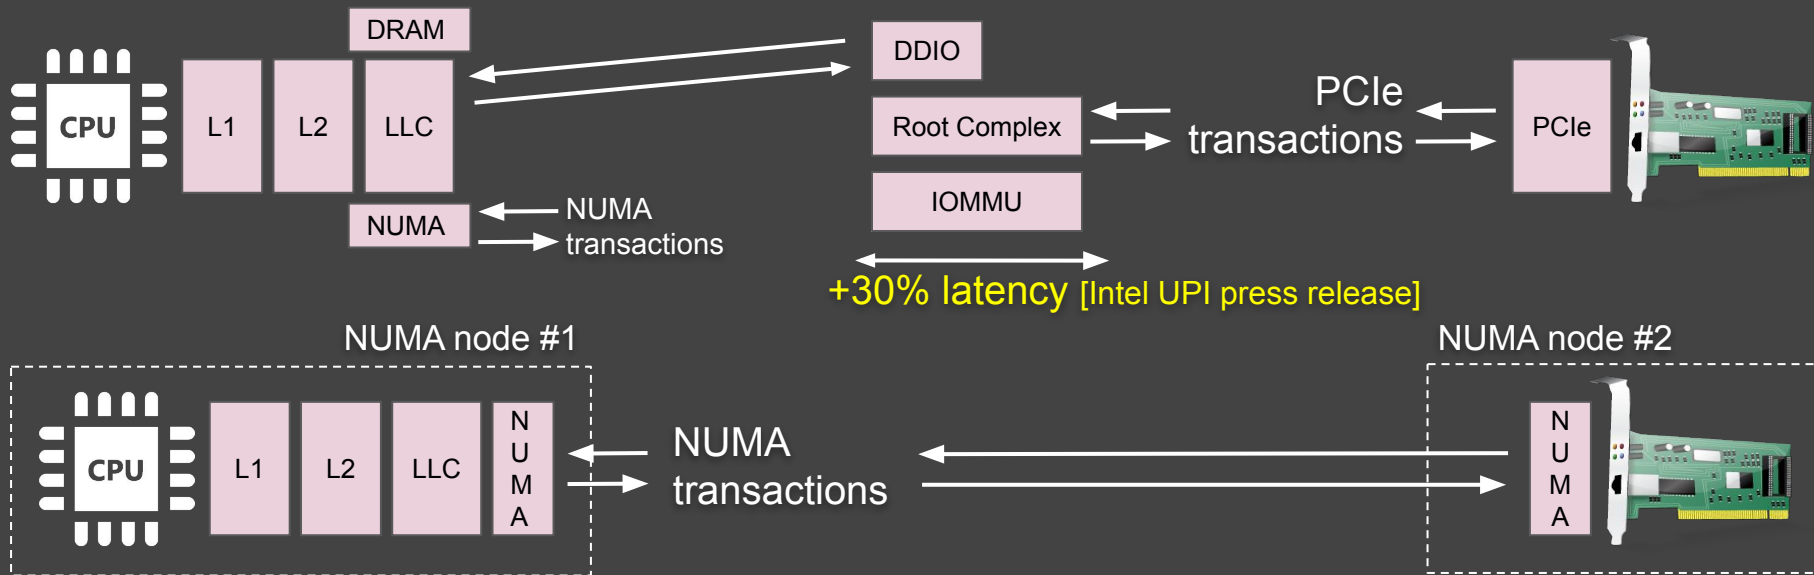 DRAM
DDIO
CPU
L1
L2
LLC
Root Complex
PCIe
transactions
PCIe
IOMMU
NUMA
NUMA
transactions
+30% latency [Intel UPI press release]
NUMA node #1
NUMA node #2
CPU
L1
L2
LLC
N
U
M
A
NUMA
transactions
N
U
M
A